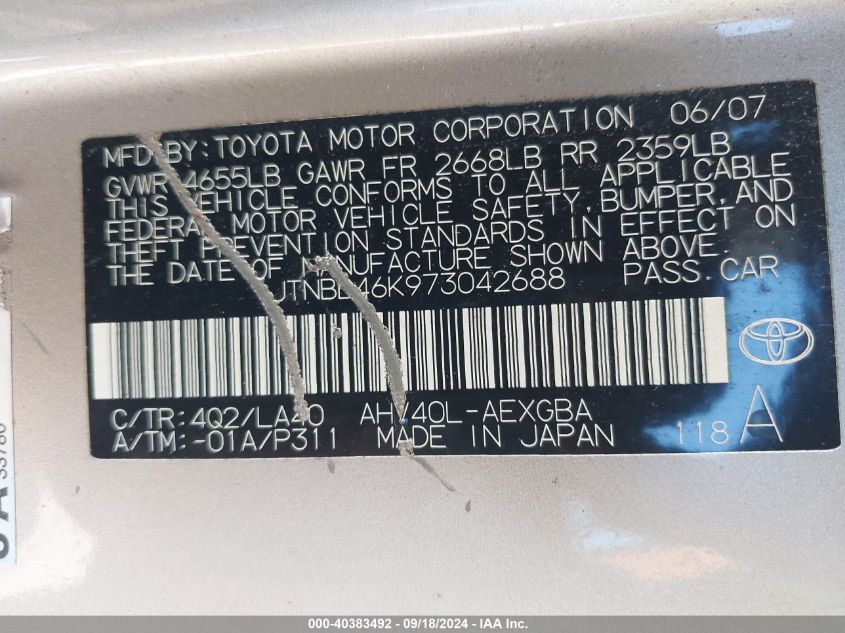 MFD. BY: TOYOTA MOTOR CORPORATION 06/07
GVWR 4655LB GAWR FR 2668LB RR 2359LB
THIS VEHICLE CONFORMS TO ALL APPLICABLE
FEDERAL MOTOR VEHICLE SAFETY, BUMPER, AND
THEFT PREVENTION STANDARDS IN EFFECT ON
THE DATE OF MANUFACTURE SHOWN ABOVE.
PASS. CAR
C/TR: 4Q2/LA40 AHV40L-AEXGBA
A/TM: -01A/P311 MADE IN JAPAN 118 A
33780
000-40383492 - 09/18/2024 - IAA, Inc.